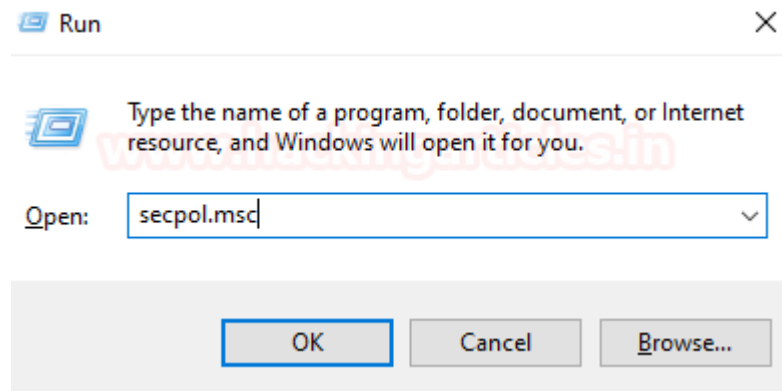 Run
Type the name of a program, folder, document, or Internet
resource, and Windows will open it for you.
www.hackingarticles.in
Open: secpol.msc
OK Cancel Browse...